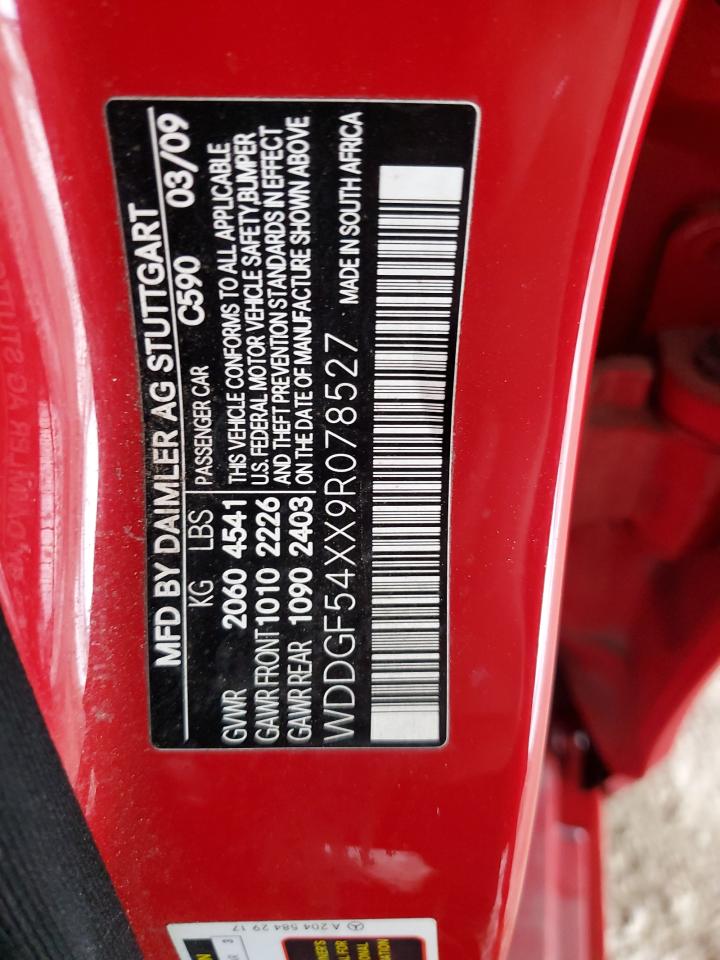 MFD BY DAIMLER AG STUTTGART
C590 03/09
KG LBS PASSENGER CAR
GVWR 2060 4541
GAWR FRONT 1010 2226
GAWR REAR 1090 2403
THIS VEHICLE CONFORMS TO ALL APPLICABLE
U.S. FEDERAL MOTOR VEHICLE SAFETY,BUMPER
AND THEFT PREVENTION STANDARDS IN EFFECT
ON THE DATE OF MANUFACTURE SHOWN ABOVE
WDDGF54XX9R078527 MADE IN SOUTH AFRICA
A 204 584 29 17